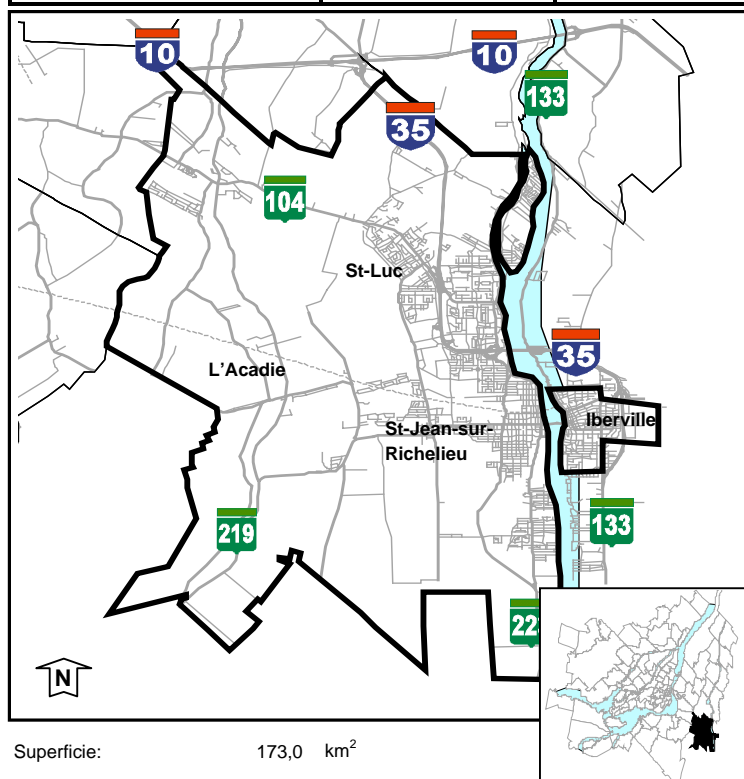 10
10
133
35
104
St-Luc
35
L'Acadie
Iberville
St-Jean-sur-
Richelieu
219
133
22
N
Superficie: 173,0 km²